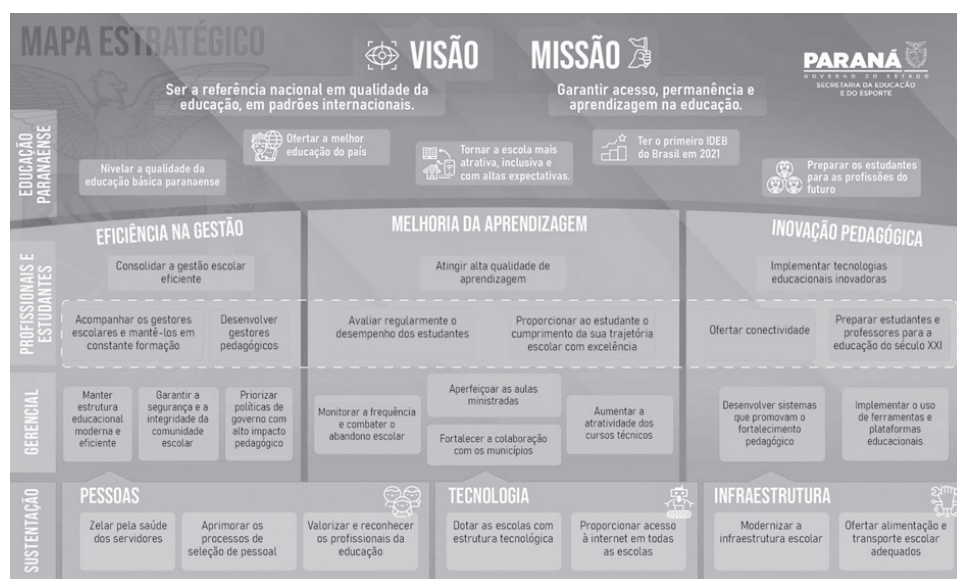 MAPA ESTRATÉGICO
VISÃO
Ser a referência nacional em qualidade da
educação, em padrões internacionais.
MISSÃO
Garantir acesso, permanência e
aprendizagem na educação.
PARANÁ
GOVERNO DO ESTADO
SECRETARIA DA EDUCAÇÃO
E DO ESPORTE
EDUCAÇÃO
PARANAENSE
Nivelar a qualidade da
educação básica paranaense
Ofertar a melhor
educação do país
Tornar a escola mais
atrativa, inclusiva e
com altas expectativas.
Ter o primeiro IDEB
do Brasil em 2021
Preparar os estudantes
para as profissões do
futuro
EFICIÊNCIA NA GESTÃO
MELHORIA DA APRENDIZAGEM
INOVAÇÃO PEDAGÓGICA
PROFISSIONAIS E
ESTUDANTES
Consolidar a gestão escolar
eficiente
Atingir alta qualidade de
aprendizagem
Implementar tecnologias
educacionais inovadoras
Acompanhar os gestores
escolares e mantê-los em
constante formação
Desenvolver
gestores
pedagógicos
Avaliar regularmente o
desempenho dos estudantes
Proporcionar ao estudante o
cumprimento da sua trajetória
escolar com excelência
Ofertar conectividade
Preparar estudantes e
professores para a
educação do século XXI
GERENCIAL
Manter
estrutura
educacional
moderna e
eficiente
Garantir a
segurança e a
integridade da
comunidade
escolar
Priorizar
políticas de
governo com
alto impacto
pedagógico
Monitorar a frequência
e combater o
abandono escolar
Aperfeiçoar as aulas
ministradas
Fortalecer a colaboração
com os municípios
Aumentar a
atratividade dos
cursos técnicos
Desenvolver sistemas
que promovam o
fortalecimento
pedagógico
Implementar o uso
de ferramentas e
plataformas
educacionais
SUSTENTAÇÃO
PESSOAS
Zelar pela saúde
dos servidores
Aprimorar os
processos de
seleção de pessoal
Valorizar e reconhecer
os profissionais da
educação
TECNOLOGIA
Dotar as escolas com
estrutura tecnológica
Proporcionar acesso
à internet em todas
as escolas
INFRAESTRUTURA
Modernizar a
infraestrutura escolar
Ofertar alimentação e
transporte escolar
adequados